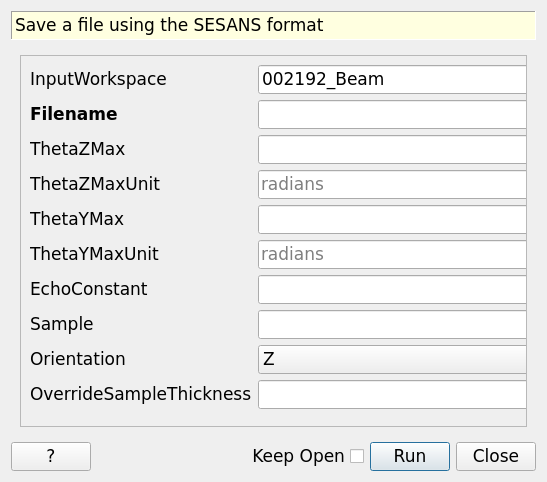 Save a file using the SESANS format
InputWorkspace 002192_Beam
Filename
ThetaZMax
ThetaZMaxUnit radians
ThetaYMax
ThetaYMaxUnit radians
EchoConstant
Sample
Orientation Z
OverrideSampleThickness
? Keep Open Run Close